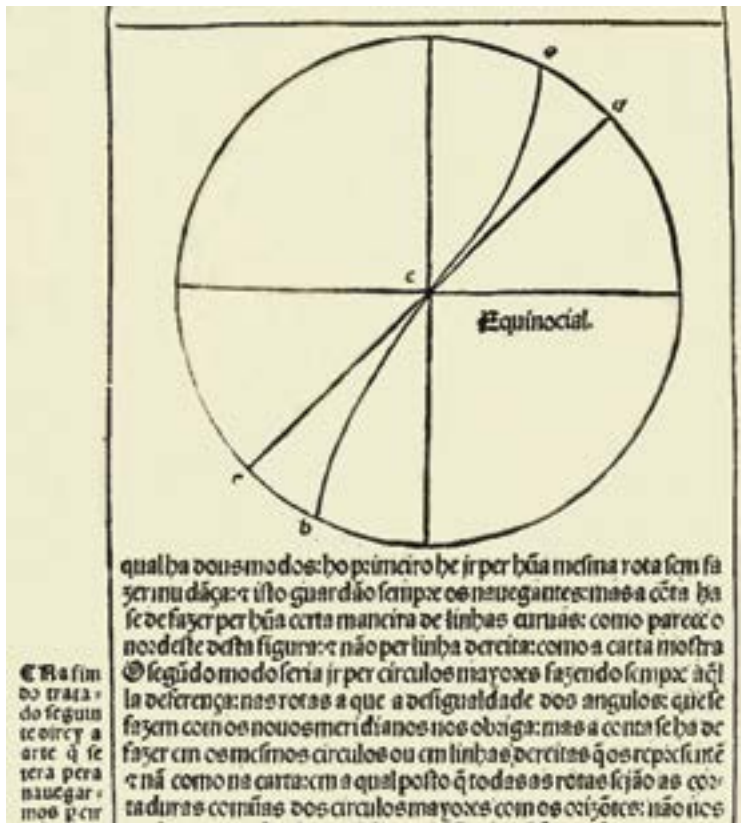 a
d
c
Equinocial.
e
b
qual ha dous modos: ho primeiro he jr per hũa mesma rota sem fa
zer mudãça: ⁊ isto guardão sempre os nauegantes: mas a cõta ha
se de fazer per hũa certa maneira de linhas curuas: como parece o
nordeste desta figura: ⁊ não per linha dereita: como a carta mostra
O segũdo modo seria jr per circulos mayores fazendo sempre aq̃l
la deferença: nas rotas a que a desigualdade dos angulos: que se
fazem com os nouos meridianos nos obriga: mas a conta se ha de
fazer em os mesmos circulos ou em linhas dereitas q̃ os represẽtẽ
⁊ nã como na carta: em a qual posto q̃ todas as rotas sejão as cor-
taduras comũas dos circulos mayores com os orizõtes: não nos
¶ Na fim
do trata-
do seguin
te direy a
arte q̃ se
tera pera
nauegar-
mos per